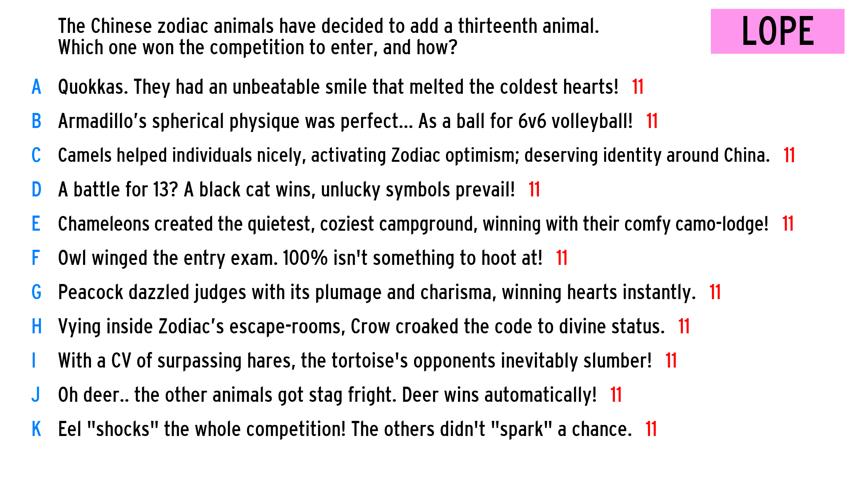 The Chinese zodiac animals have decided to add a thirteenth animal.
Which one won the competition to enter, and how?
LOPE
A Quokkas. They had an unbeatable smile that melted the coldest hearts! 11
B Armadillo's spherical physique was perfect... As a ball for 6v6 volleyball! 11
C Camels helped individuals nicely, activating Zodiac optimism; deserving identity around China. 11
D A battle for 13? A black cat wins, unlucky symbols prevail! 11
E Chameleons created the quietest, coziest campground, winning with their comfy camo-lodge! 11
F Owl winged the entry exam. 100% isn't something to hoot at! 11
G Peacock dazzled judges with its plumage and charisma, winning hearts instantly. 11
H Vying inside Zodiac's escape-rooms, Crow croaked the code to divine status. 11
I With a CV of surpassing hares, the tortoise's opponents inevitably slumber! 11
J Oh deer.. the other animals got stag fright. Deer wins automatically! 11
K Eel "shocks" the whole competition! The others didn't "spark" a chance. 11